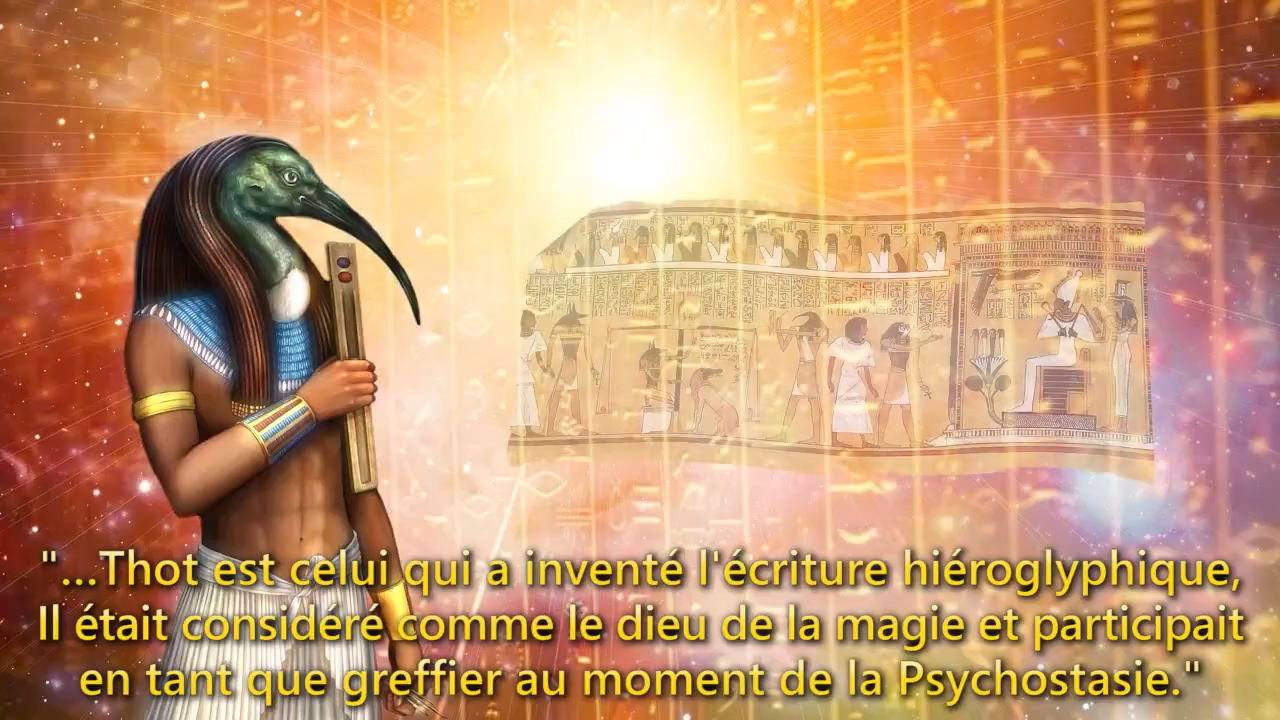 "...Thot est celui qui a inventé l'écriture hiéroglyphique,
Il était considéré comme le dieu de la magie et participait
en tant que greffier au moment de la Psychostasie."